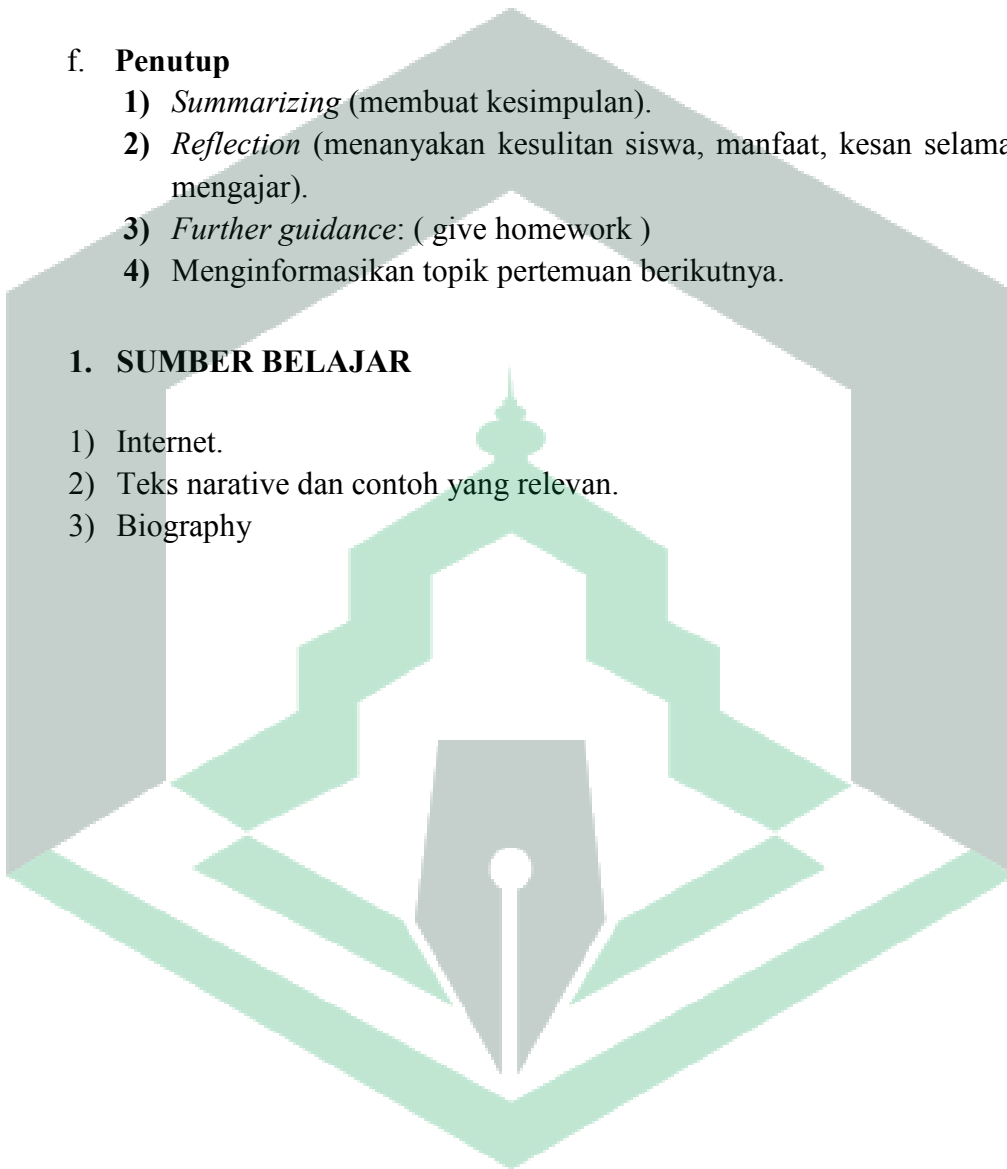 f. Penutup
1) Summarizing (membuat kesimpulan).
2) Reflection (menanyakan kesulitan siswa, manfaat, kesan selama
mengajar).
3) Further guidance: ( give homework )
4) Menginformasikan topik pertemuan berikutnya.
1. SUMBER BELAJAR
1) Internet.
2) Teks narative dan contoh yang relevan.
3) Biography